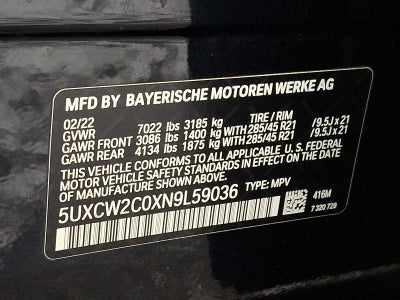 MFD BY BAYERISCHE MOTOREN WERKE AG
02/22 TIRE / RIM
GVWR 7022 lbs 3185 kg
GAWR FRONT 3086 lbs 1400 kg WITH 285/45 R21 /9.5J x 21
GAWR REAR 4134 lbs 1875 kg WITH 285/45 R21 /9.5J x 21
THIS VEHICLE CONFORMS TO ALL APPLICABLE U.S. FEDERAL
MOTOR VEHICLE SAFETY STANDARDS IN EFFECT ON THE DATE
OF MANUFACTURE SHOWN ABOVE.
5UXCW2C0XN9L59036 TYPE: MPV
416M
7 320 729